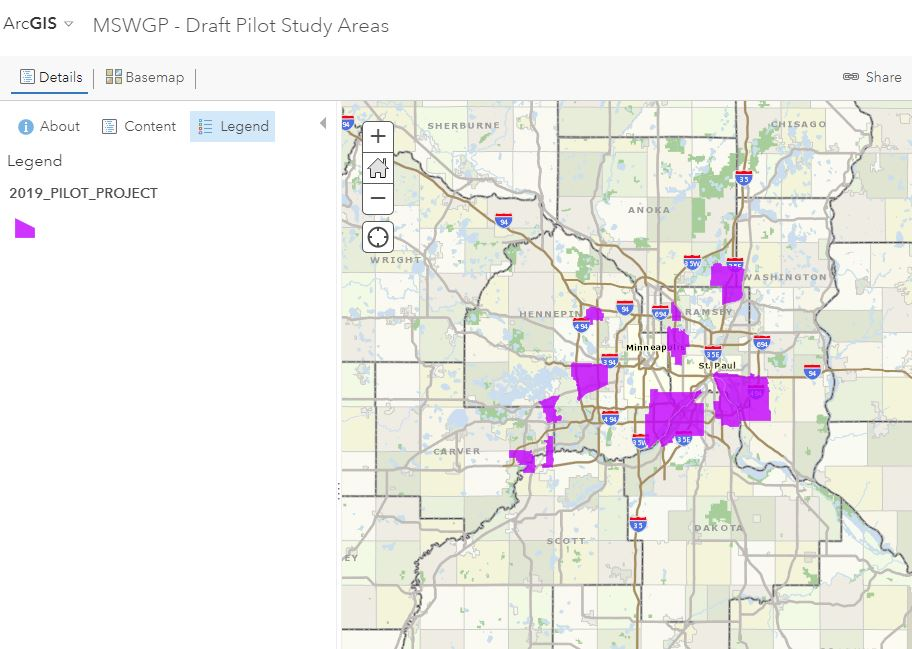 ArcGIS MSWGP - Draft Pilot Study Areas
Details Basemap Share
About Content Legend
Legend
2019_PILOT_PROJECT
94
SHERBURNE
CHISAGO
35
ANOKA
94
WRIGHT
35W 35E
WASHINGTON
HENNEPIN 94 694 RAMSEY
494
Minneapolis 35E 694
394 St. Paul
94
494
35W 35E
CARVER
35 DAKOTA
SCOTT
EY